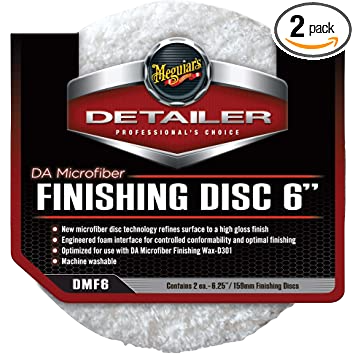 2
pack
Meguiar's
DETAILER
PROFESSIONAL'S CHOICE
DA Microfiber
FINISHING DISC 6"
• New microfiber disc technology refines surface to a high gloss finish
• Engineered foam interface for controlled conformability and optimal finishing
• Optimized for use with DA Microfiber Finishing Wax-D301
• Machine washable
DMF6
Contains 2 ea.-6.25"/159mm Finishing Discs